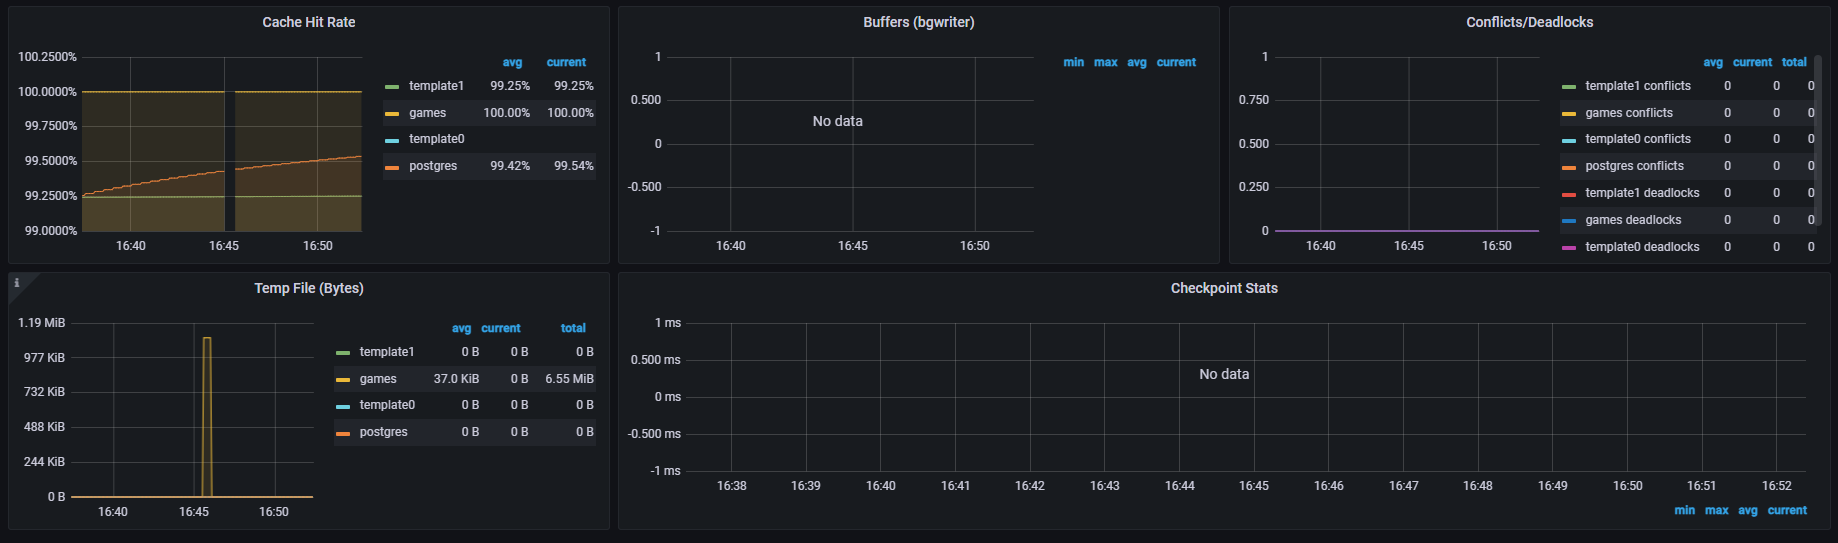 Cache Hit Rate
100.2500%
100.0000%
99.7500%
99.5000%
99.2500%
99.0000%
16:40 16:45 16:50
avg current
template1 99.25% 99.25%
games 100.00% 100.00%
template0
postgres 99.42% 99.54%
Buffers (bgwriter)
1
0.500
0
-0.500
-1
No data
16:40 16:45 16:50
min max avg current
Conflicts/Deadlocks
1
0.750
0.500
0.250
0
16:40 16:45 16:50
avg current total
template1 conflicts 0 0 0
games conflicts 0 0 0
template0 conflicts 0 0 0
postgres conflicts 0 0 0
template1 deadlocks 0 0 0
games deadlocks 0 0 0
template0 deadlocks 0 0 0
i
Temp File (Bytes)
1.19 MiB
977 KiB
732 KiB
488 KiB
244 KiB
0 B
16:40 16:45 16:50
avg current total
template1 0 B 0 B 0 B
games 37.0 KiB 0 B 6.55 MiB
template0 0 B 0 B 0 B
postgres 0 B 0 B 0 B
Checkpoint Stats
1 ms
0.500 ms
0 ms
-0.500 ms
-1 ms
No data
16:38 16:39 16:40 16:41 16:42 16:43 16:44 16:45 16:46 16:47 16:48 16:49 16:50 16:51 16:52
min max avg current